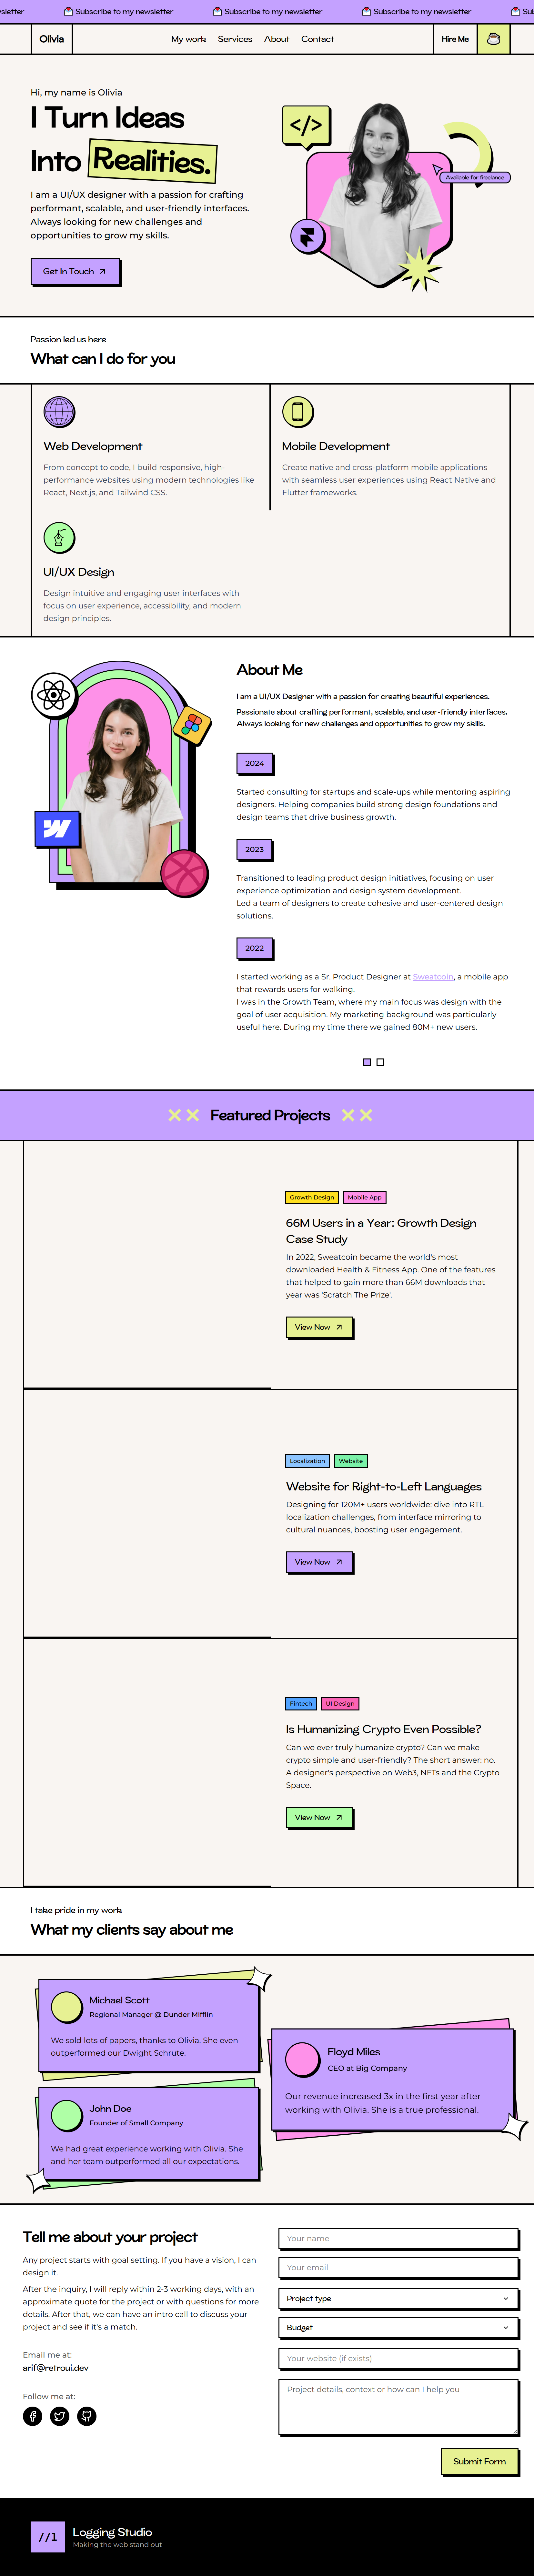 sletter
Subscribe to my newsletter
Subscribe to my newsletter
Subscribe to my newsletter
Sub
Olivia
My work
Services
About
Contact
Hire Me
Hi, my name is Olivia
I Turn Ideas
Into Realities.
I am a UI/UX designer with a passion for crafting
performant, scalable, and user-friendly interfaces.
Always looking for new challenges and
opportunities to grow my skills.
Get In Touch
</>
Available for freelance
Passion led us here
What can I do for you
Web Development
From concept to code, I build responsive, high-
performance websites using modern technologies like
React, Next.js, and Tailwind CSS.
Mobile Development
Create native and cross-platform mobile applications
with seamless user experiences using React Native and
Flutter frameworks.
UI/UX Design
Design intuitive and engaging user interfaces with
focus on user experience, accessibility, and modern
design principles.
About Me
I am a UI/UX Designer with a passion for creating beautiful experiences.
Passionate about crafting performant, scalable, and user-friendly interfaces.
Always looking for new challenges and opportunities to grow my skills.
2024
Started consulting for startups and scale-ups while mentoring aspiring
designers. Helping companies build strong design foundations and
design teams that drive business growth.
2023
Transitioned to leading product design initiatives, focusing on user
experience optimization and design system development.
Led a team of designers to create cohesive and user-centered design
solutions.
2022
I started working as a Sr. Product Designer at Sweatcoin, a mobile app
that rewards users for walking.
I was in the Growth Team, where my main focus was design with the
goal of user acquisition. My marketing background was particularly
useful here. During my time there we gained 80M+ new users.
Featured Projects
Growth Design
Mobile App
66M Users in a Year: Growth Design
Case Study
In 2022, Sweatcoin became the world's most
downloaded Health & Fitness App. One of the features
that helped to gain more than 66M downloads that
year was 'Scratch The Prize'.
View Now
Localization
Website
Website for Right-to-Left Languages
Designing for 120M+ users worldwide: dive into RTL
localization challenges, from interface mirroring to
cultural nuances, boosting user engagement.
View Now
Fintech
UI Design
Is Humanizing Crypto Even Possible?
Can we ever truly humanize crypto? Can we make
crypto simple and user-friendly? The short answer: no.
A designer's perspective on Web3, NFTs and the Crypto
Space.
View Now
I take pride in my work
What my clients say about me
Michael Scott
Regional Manager @ Dunder Mifflin
We sold lots of papers, thanks to Olivia. She even
outperformed our Dwight Schrute.
John Doe
Founder of Small Company
We had great experience working with Olivia. She
and her team outperformed all our expectations.
Floyd Miles
CEO at Big Company
Our revenue increased 3x in the first year after
working with Olivia. She is a true professional.
Tell me about your project
Any project starts with goal setting. If you have a vision, I can
design it.
After the inquiry, I will reply within 2-3 working days, with an
approximate quote for the project or with questions for more
details. After that, we can have an intro call to discuss your
project and see if it's a match.
Email me at:
arif@retroui.dev
Follow me at:
Your name
Your email
Project type
Budget
Your website (if exists)
Project details, context or how can I help you
Submit Form
//1
Logging Studio
Making the web stand out